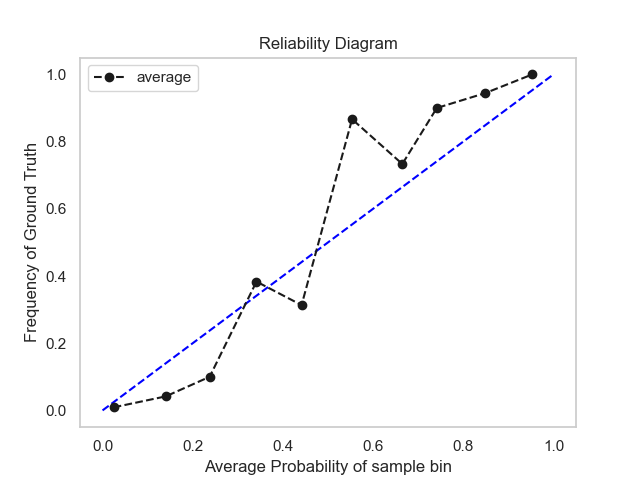 Reliability Diagram
average
1.0
0.8
0.6
0.4
0.2
0.0
Frequency of Ground Truth
0.0 0.2 0.4 0.6 0.8 1.0
Average Probability of sample bin